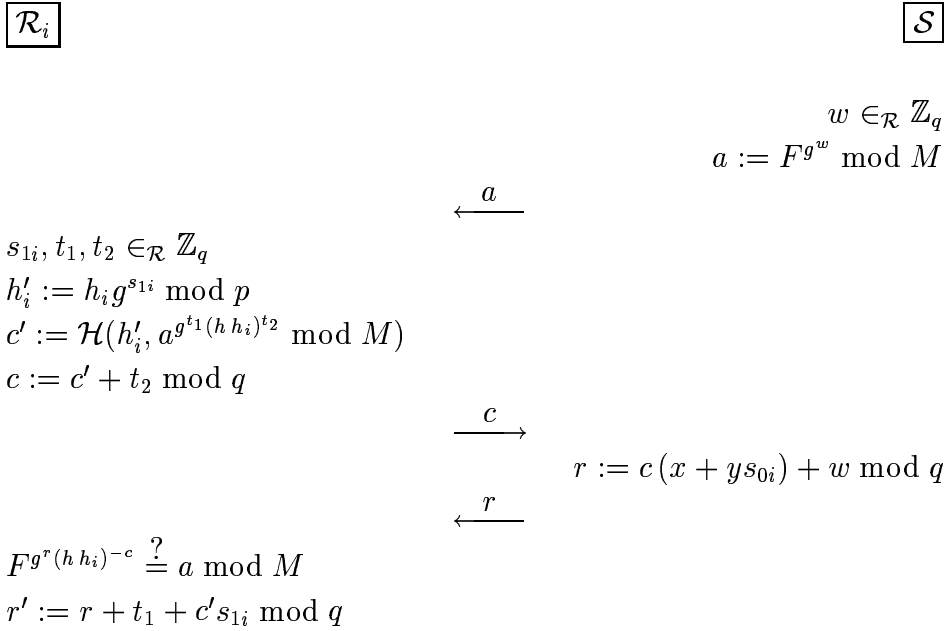 ℛᵢ 𝒮
w ∈_ℛ ℤ_q
a := F^{g^w} mod M
a
s_{1i}, t_1, t_2 ∈_ℛ ℤ_q
h'_i := h_i g^{s_{1i}} mod p
c' := ℋ(h'_i, a^{g^{t_1}(h h_i)^{t_2}} mod M)
c := c' + t_2 mod q
c
r := c (x + y s_{0i}) + w mod q
r
F^{g^r (h h_i)^{-c}} ≟ a mod M
r' := r + t_1 + c' s_{1i} mod q